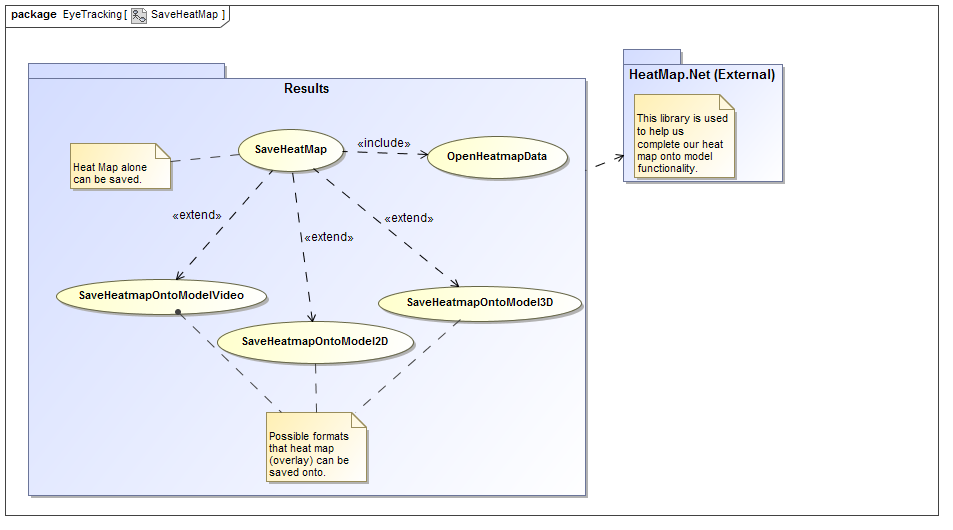 package EyeTracking[ SaveHeatMap ]
Results
HeatMap.Net (External)
This library is used
to help us
complete our heat
map onto model
functionality.
SaveHeatMap
«include»
OpenHeatmapData
Heat Map alone
can be saved.
«extend»
«extend»
«extend»
SaveHeatmapOntoModelVideo
SaveHeatmapOntoModel3D
SaveHeatmapOntoModel2D
Possible formats
that heat map
(overlay) can be
saved onto.